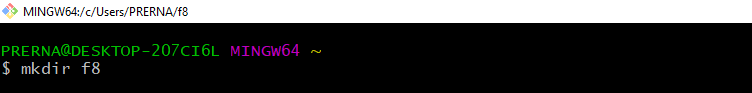 MINGW64:/c/Users/PRERNA/f8
PRERNA@DESKTOP-207CI6L MINGW64 ~
$ mkdir f8